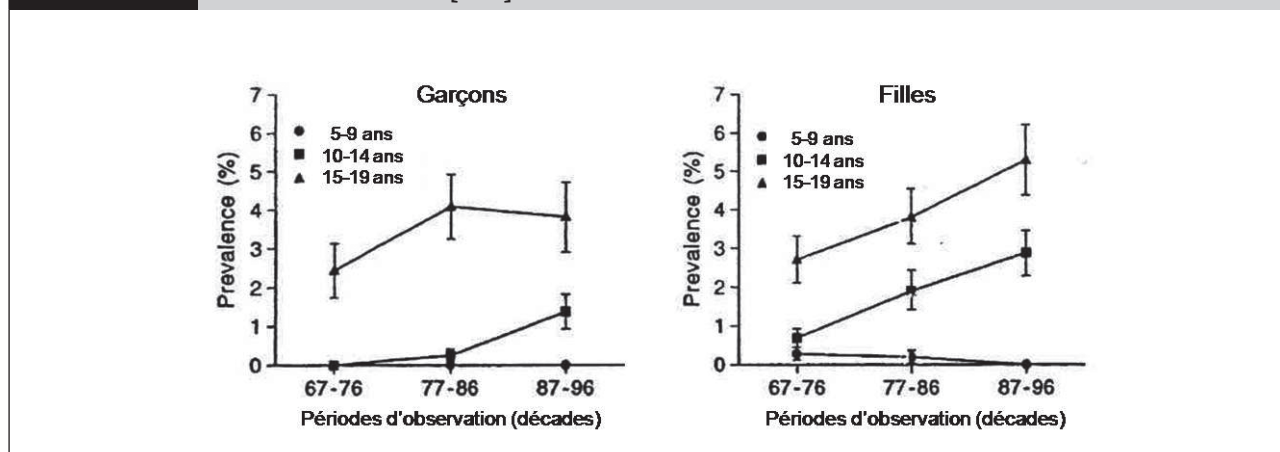 Garçons
7
6
5
4
3
2
1
0
Prevalence (%)
5-9 ans
10-14 ans
15-19 ans
67-76 77-86 87-96
Périodes d'observation (décades)
Filles
7
6
5
4
3
2
1
0
Prevalence (%)
5-9 ans
10-14 ans
15-19 ans
67-76 77-86 87-96
Périodes d'observation (décades)